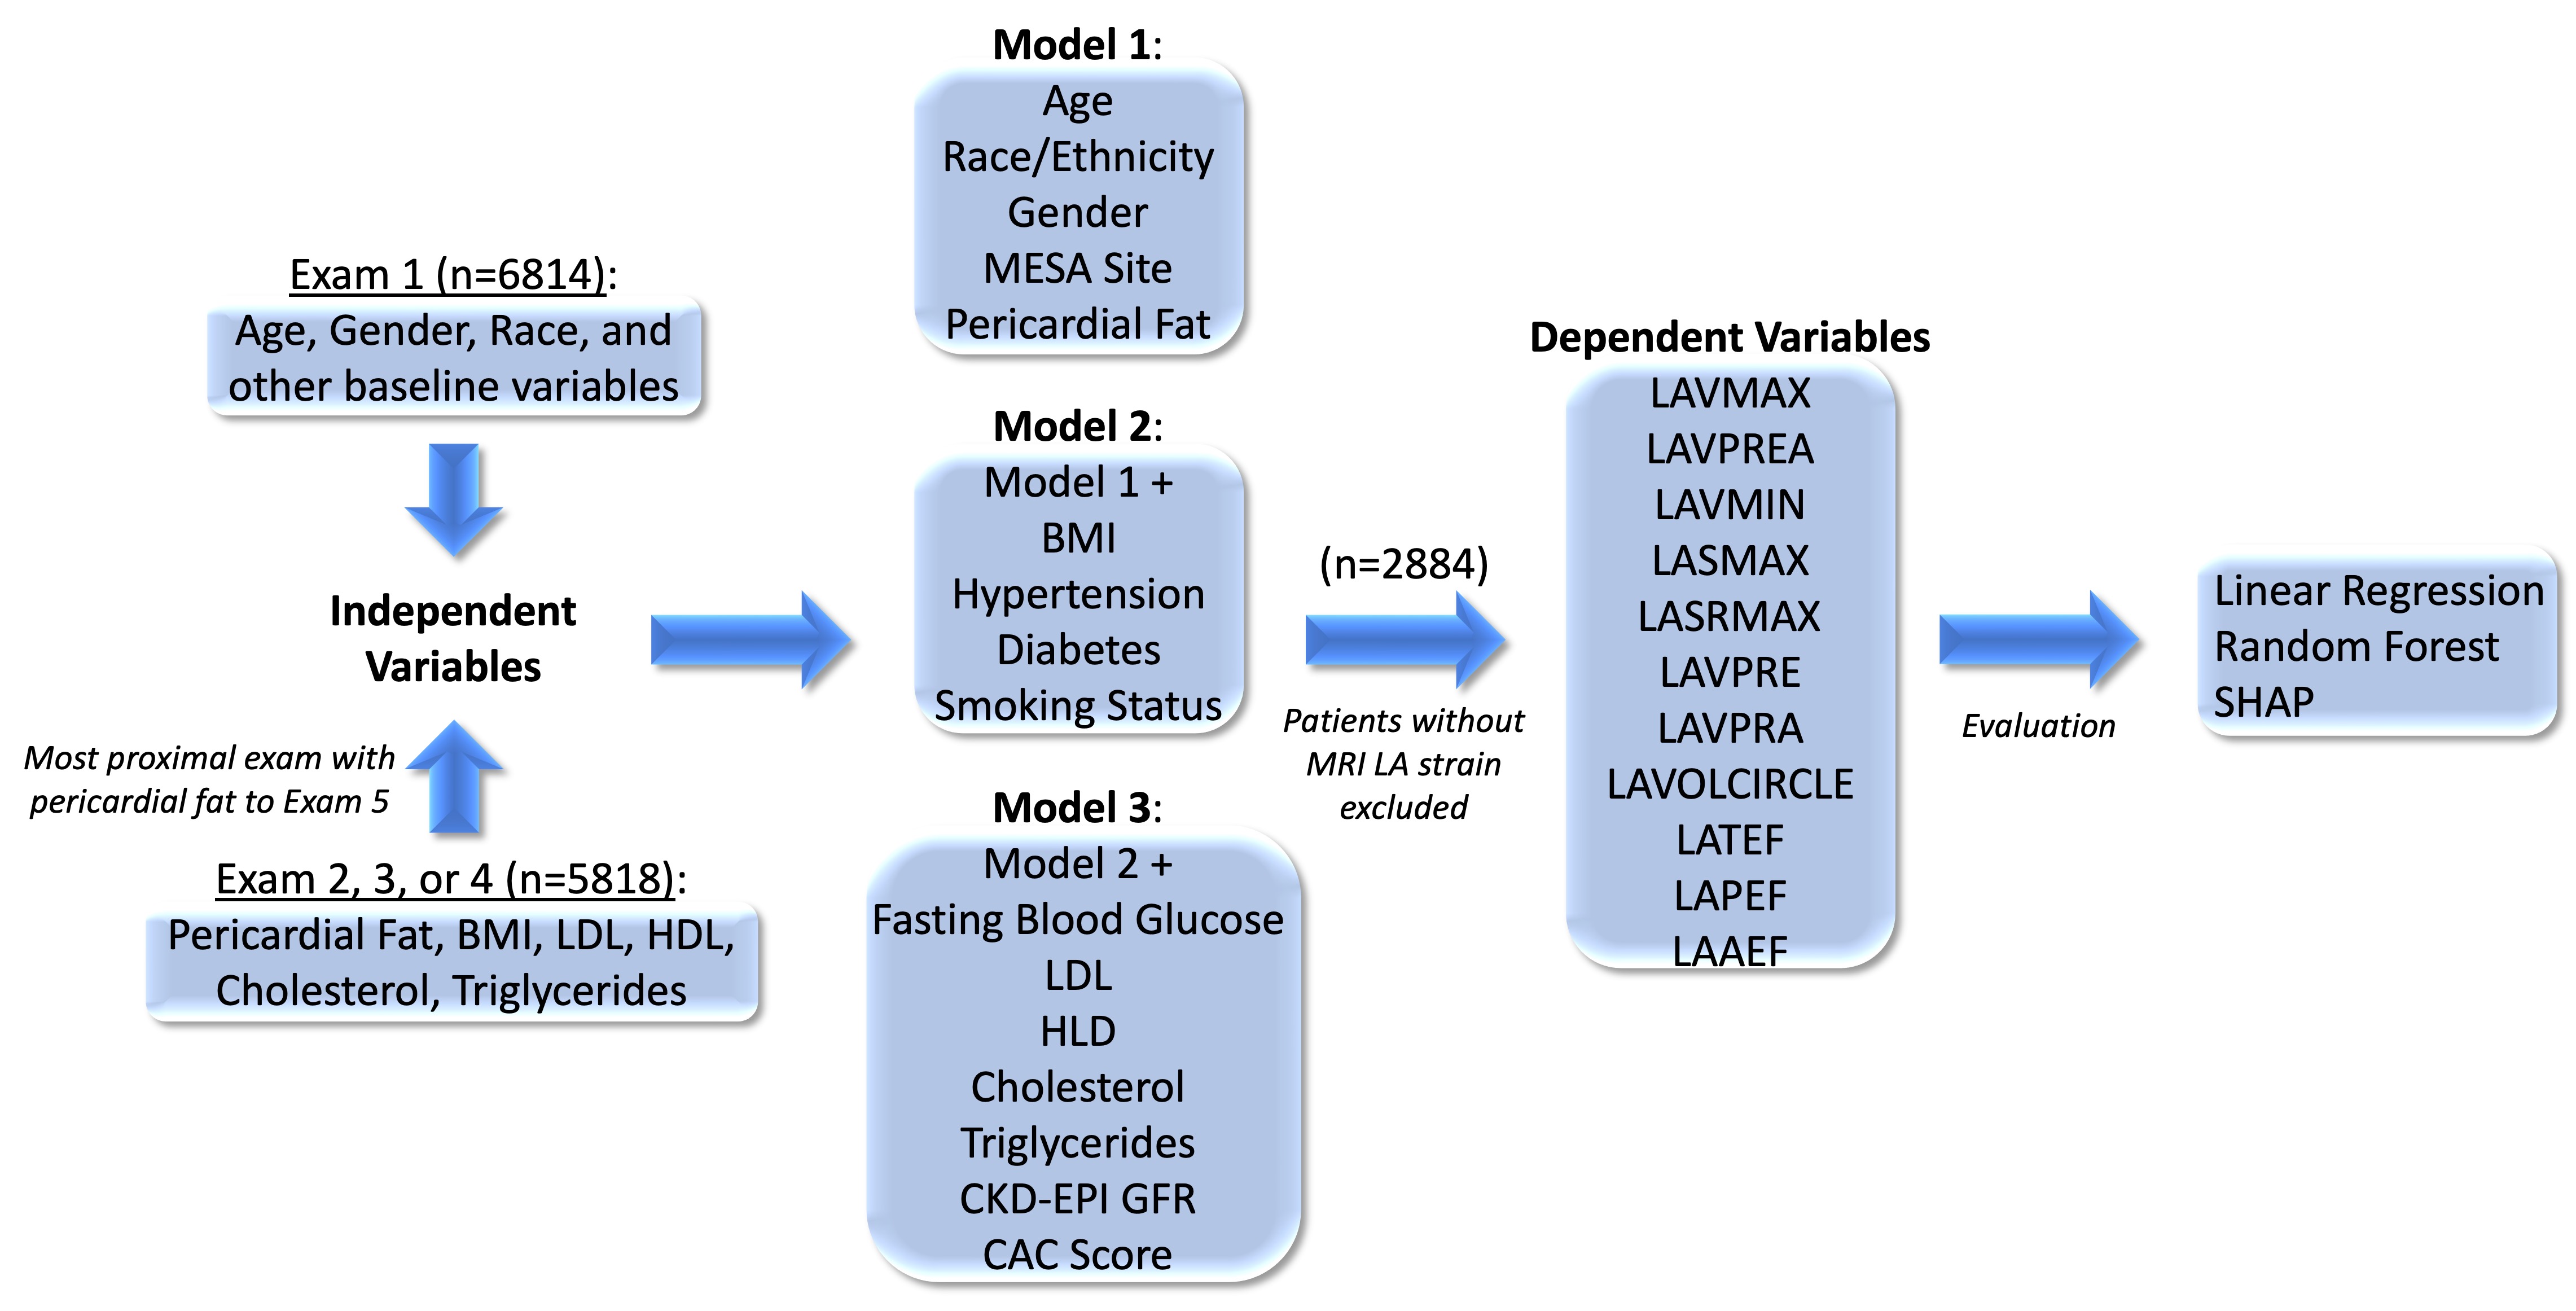 Exam 1 (n=6814):
Age, Gender, Race, and
other baseline variables
Independent
Variables
Most proximal exam with
pericardial fat to Exam 5
Exam 2, 3, or 4 (n=5818):
Pericardial Fat, BMI, LDL, HDL,
Cholesterol, Triglycerides
Model 1:
Age
Race/Ethnicity
Gender
MESA Site
Pericardial Fat
Model 2:
Model 1 +
BMI
Hypertension
Diabetes
Smoking Status
Model 3:
Model 2 +
Fasting Blood Glucose
LDL
HLD
Cholesterol
Triglycerides
CKD-EPI GFR
CAC Score
(n=2884)
Patients without
MRI LA strain
excluded
Dependent Variables
LAVMAX
LAVPREA
LAVMIN
LASMAX
LASRMAX
LAVPRE
LAVPRA
LAVOLCIRCLE
LATEF
LAPEF
LAAEF
Evaluation
Linear Regression
Random Forest
SHAP